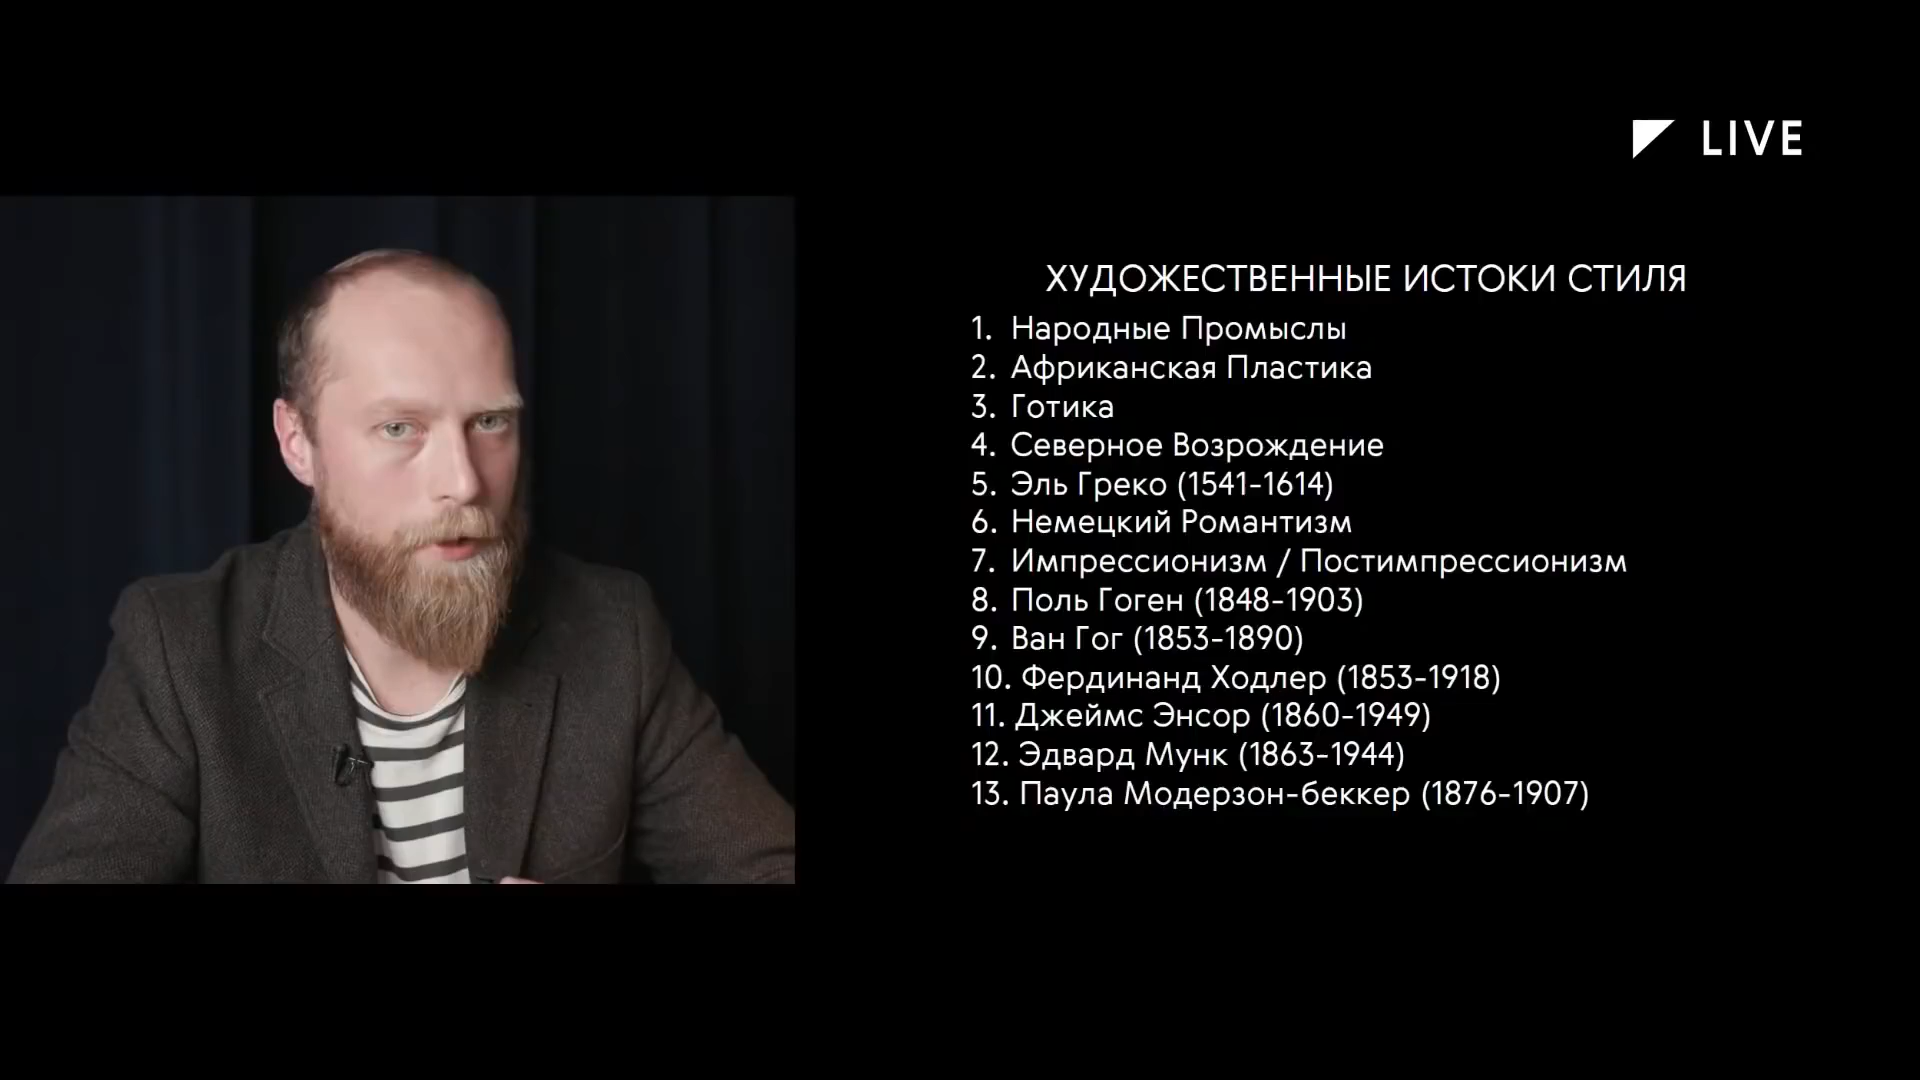 LIVE
ХУДОЖЕСТВЕННЫЕ ИСТОКИ СТИЛЯ
1. Народные Промыслы
2. Африканская Пластика
3. Готика
4. Северное Возрождение
5. Эль Греко (1541-1614)
6. Немецкий Романтизм
7. Импрессионизм / Постимпрессионизм
8. Поль Гоген (1848-1903)
9. Ван Гог (1853-1890)
10. Фердинанд Ходлер (1853-1918)
11. Джеймс Энсор (1860-1949)
12. Эдвард Мунк (1863-1944)
13. Паула Модерзон-беккер (1876-1907)